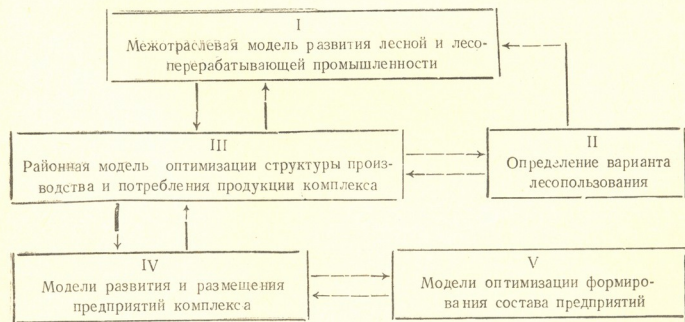 I
Межотраслевая модель развития лесной и лесо-
перерабатывающей промышленности
III
Районная модель оптимизации структуры произ-
водства и потребления продукции комплекса
II
Определение варианта
лесопользования
IV
Модели развития и размещения
предприятий комплекса
V
Модели оптимизации формиро-
вания состава предприятий